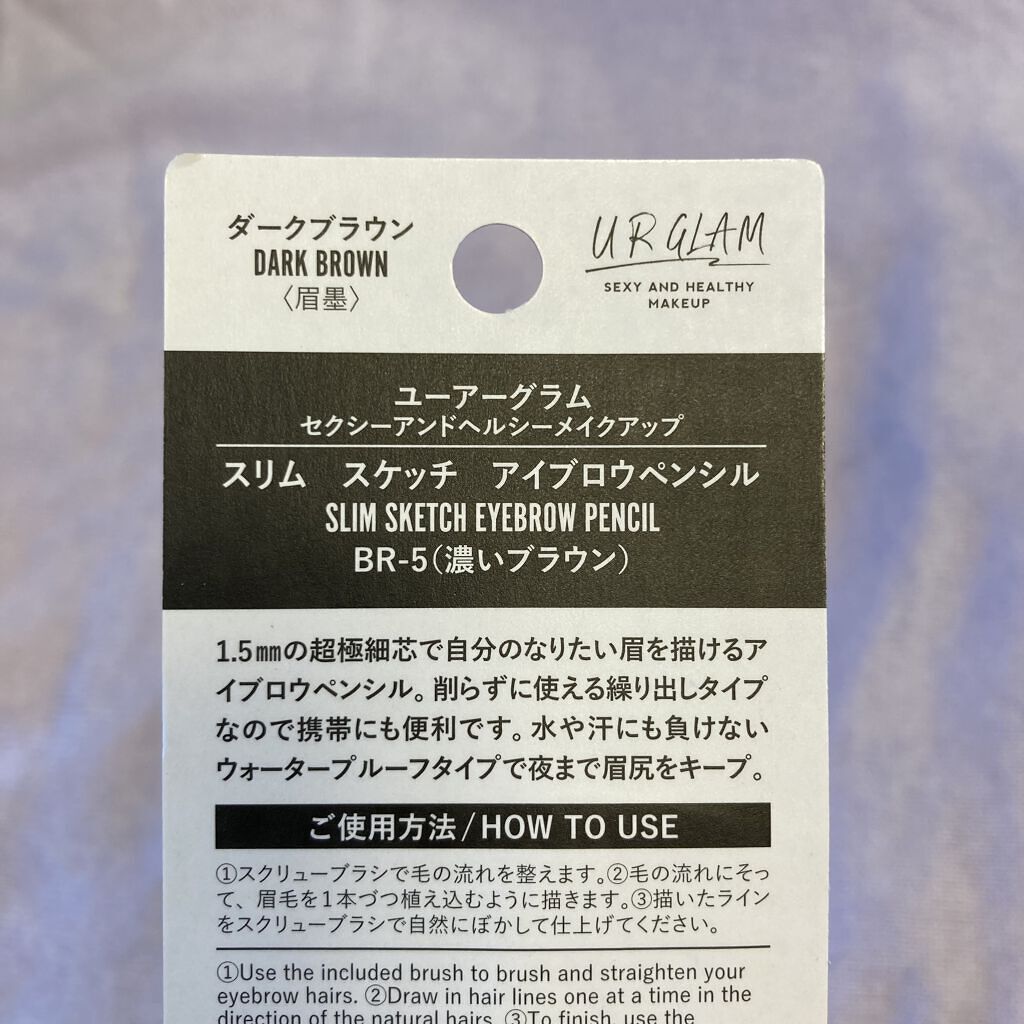 ダークブラウン
DARK BROWN
〈眉墨〉
UR GLAM
SEXY AND HEALTHY
MAKEUP
ユーアーグラム
セクシーアンドヘルシーメイクアップ
スリム スケッチ アイブロウペンシル
SLIM SKETCH EYEBROW PENCIL
BR-5（濃いブラウン）
1.5㎜の超極細芯で自分のなりたい眉を描けるア
イブロウペンシル。削らずに使える繰り出しタイプ
なので携帯にも便利です。水や汗にも負けない
ウォータープルーフタイプで夜まで眉尻をキープ。
ご使用方法/HOW TO USE
①スクリューブラシで毛の流れを整えます。②毛の流れにそっ
て、眉毛を1本づつ植え込むように描きます。③描いたライン
をスクリューブラシで自然にぼかして仕上げてください。
①Use the included brush to brush and straighten your
eyebrow hairs. ②Draw in hair lines one at a time in the
direction of the natural hairs. ③To finish, use the